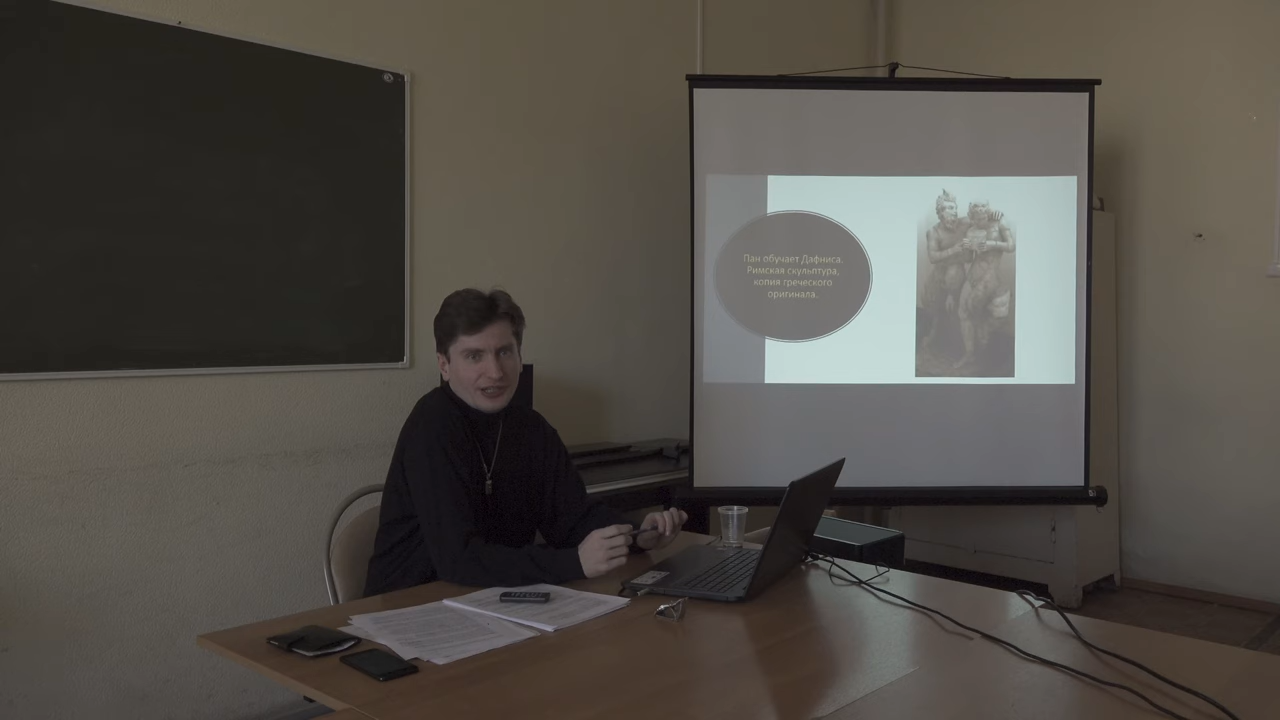 Пан обучает Дафниса.
Римская скульптура,
копия греческого
оригинала.